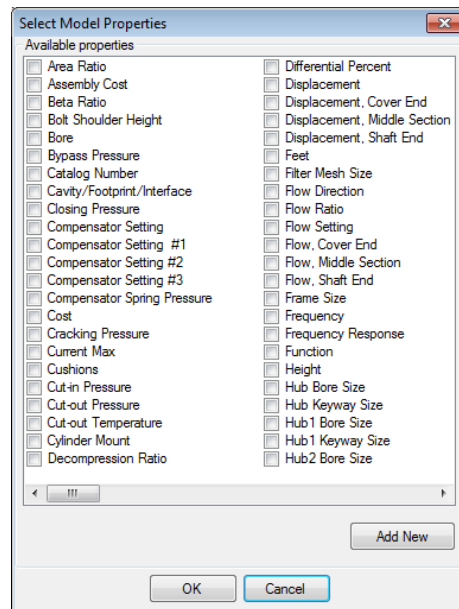 Select Model Properties
Available properties
Area Ratio
Assembly Cost
Beta Ratio
Bolt Shoulder Height
Bore
Bypass Pressure
Catalog Number
Cavity/Footprint/Interface
Closing Pressure
Compensator Setting
Compensator Setting #1
Compensator Setting #2
Compensator Setting #3
Compensator Spring Pressure
Cost
Cracking Pressure
Current Max
Cushions
Cut-in Pressure
Cut-out Pressure
Cut-out Temperature
Cylinder Mount
Decompression Ratio
Differential Percent
Displacement
Displacement, Cover End
Displacement, Middle Section
Displacement, Shaft End
Feet
Filter Mesh Size
Flow Direction
Flow Ratio
Flow Setting
Flow, Cover End
Flow, Middle Section
Flow, Shaft End
Frame Size
Frequency
Frequency Response
Function
Height
Hub Bore Size
Hub Keyway Size
Hub1 Bore Size
Hub1 Keyway Size
Hub2 Bore Size
Add New
OK
Cancel